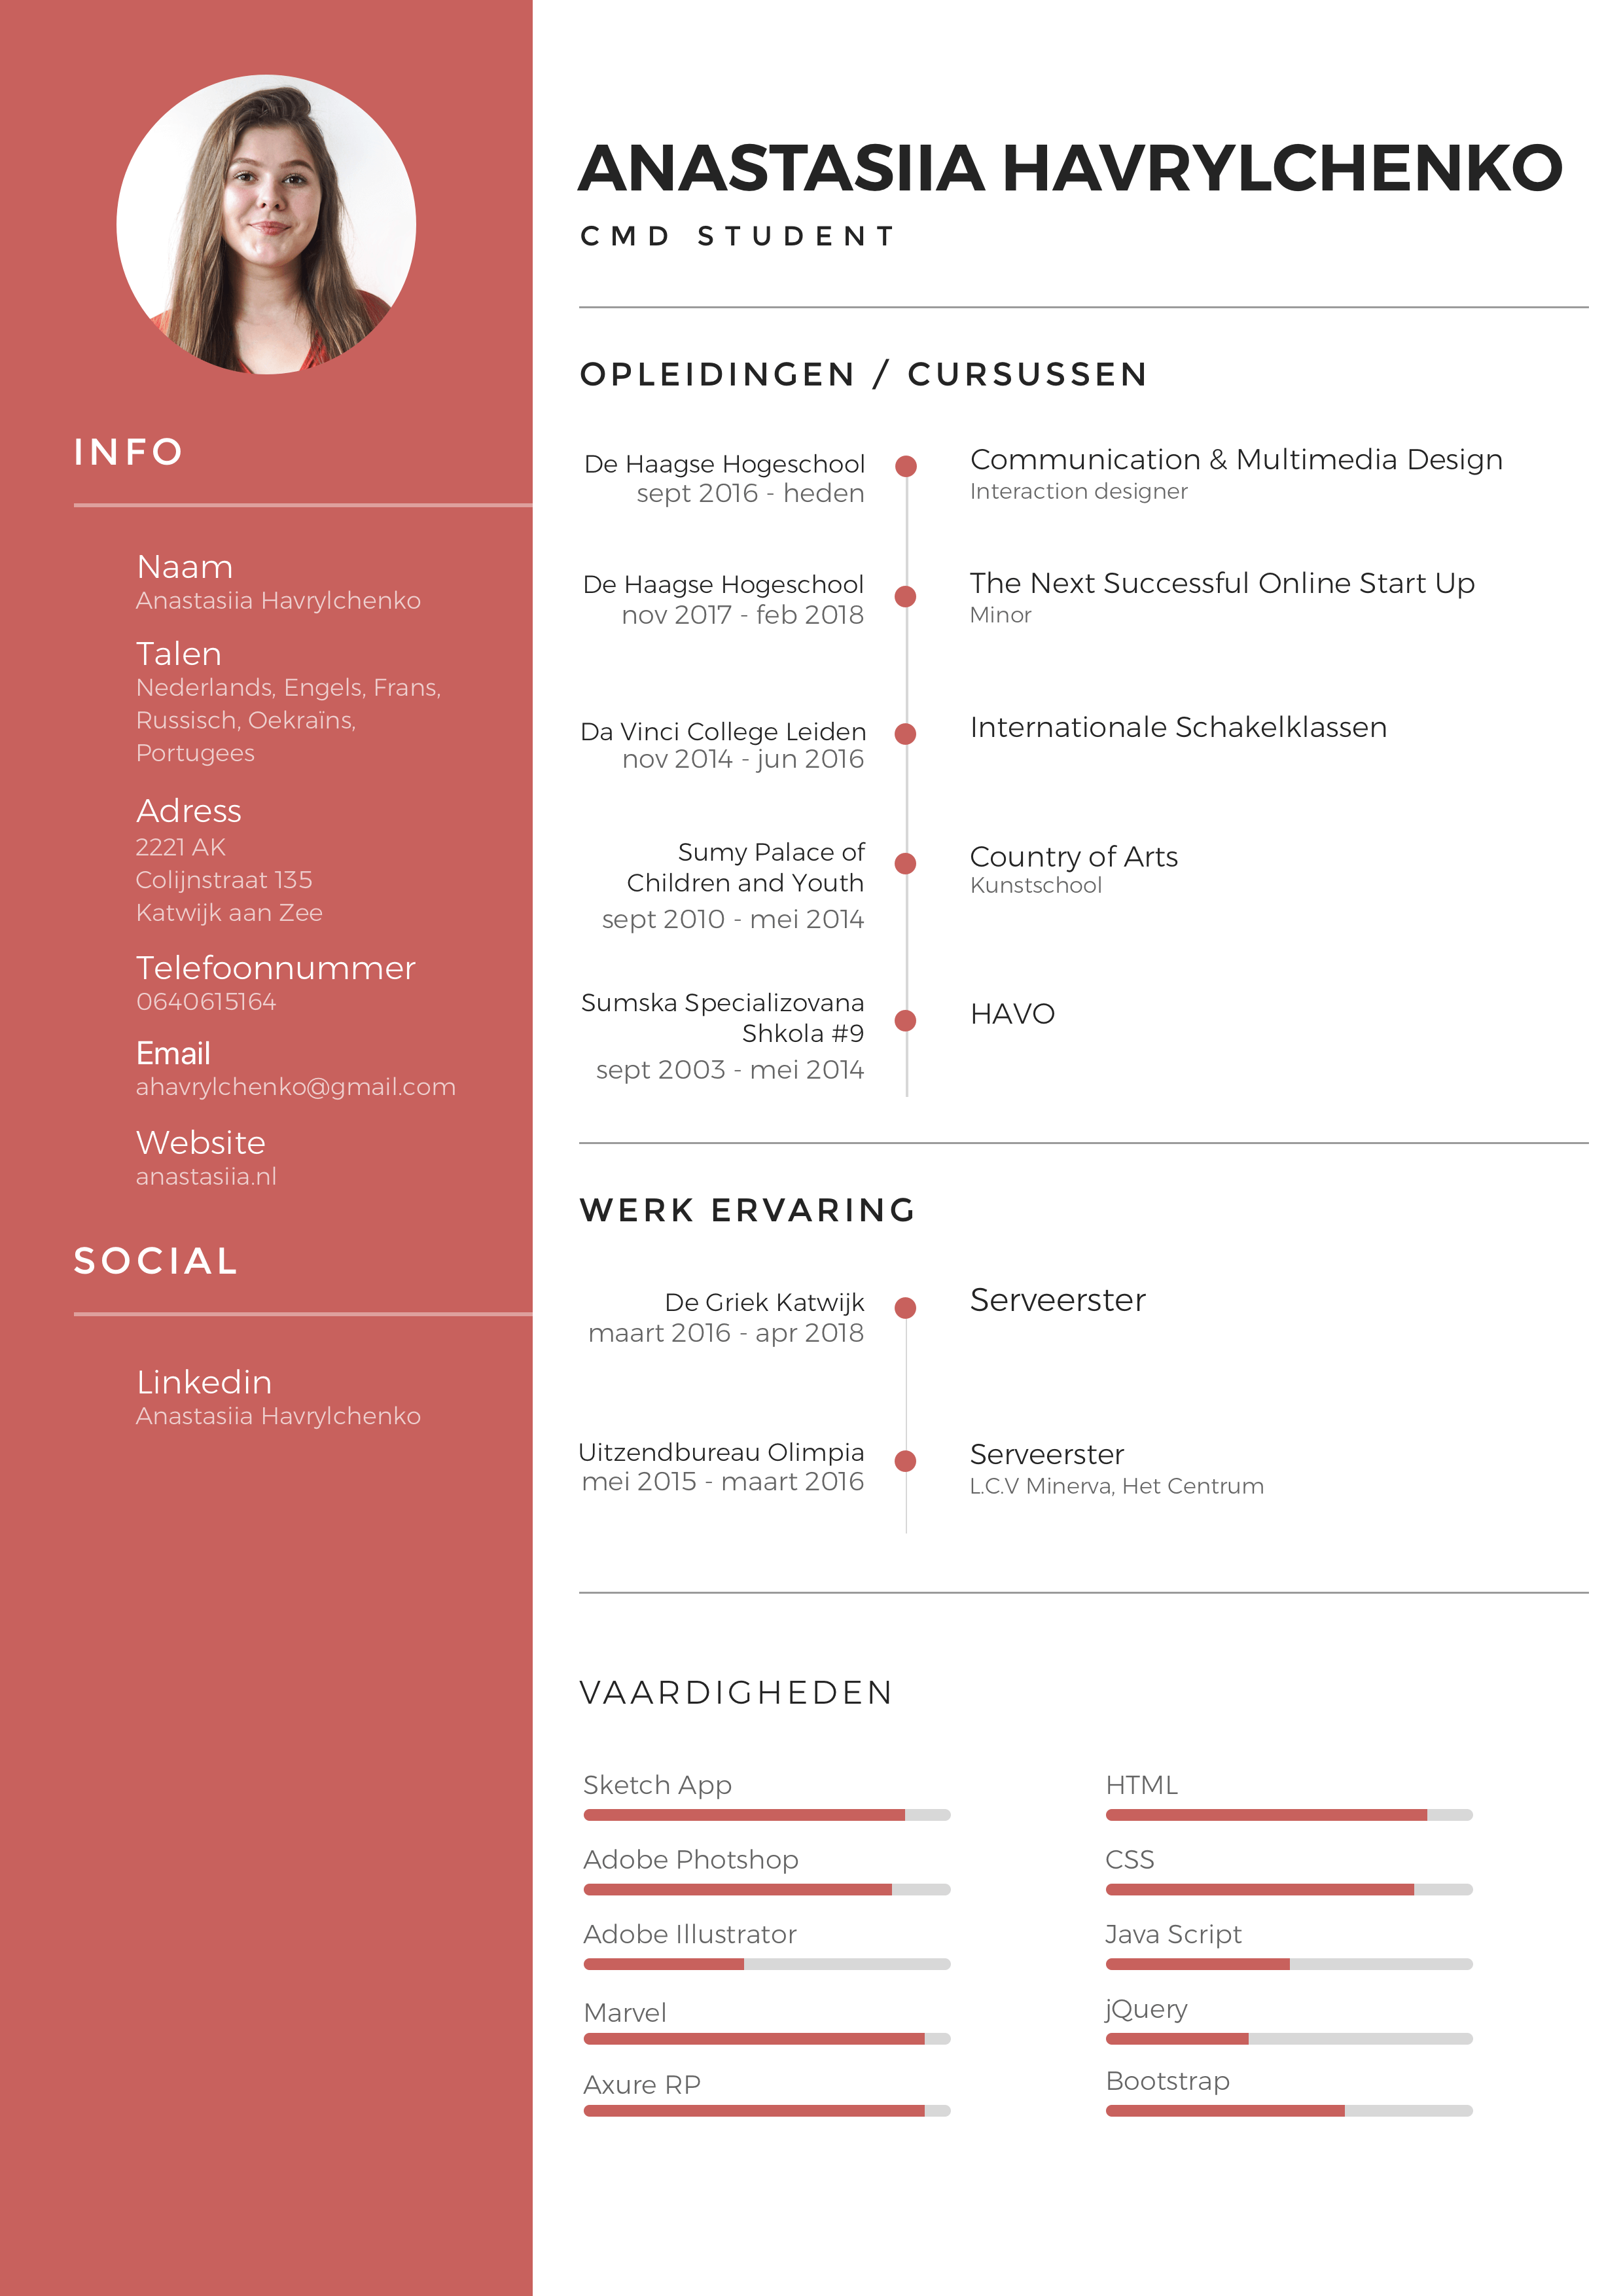 INFO
Naam
Anastasiia Havrylchenko
Talen
Nederlands, Engels, Frans,
Russisch, Oekraïns,
Portugees
Adress
2221 AK
Colijnstraat 135
Katwijk aan Zee
Telefoonnummer
0640615164
Email
ahavrylchenko@gmail.com
Website
anastasiia.nl
SOCIAL
Linkedin
Anastasiia Havrylchenko
ANASTASIIA HAVRYLCHENKO
CMD STUDENT
OPLEIDINGEN / CURSUSSEN
De Haagse Hogeschool
sept 2016 - heden
Communication & Multimedia Design
Interaction designer
De Haagse Hogeschool
nov 2017 - feb 2018
The Next Successful Online Start Up
Minor
Da Vinci College Leiden
nov 2014 - jun 2016
Internationale Schakelklassen
Sumy Palace of
Children and Youth
sept 2010 - mei 2014
Country of Arts
Kunstschool
Sumska Specializovana
Shkola #9
sept 2003 - mei 2014
HAVO
WERK ERVARING
De Griek Katwijk
maart 2016 - apr 2018
Serveerster
Uitzendbureau Olimpia
mei 2015 - maart 2016
Serveerster
L.C.V Minerva, Het Centrum
VAARDIGHEDEN
Sketch App
Adobe Photshop
Adobe Illustrator
Marvel
Axure RP
HTML
CSS
Java Script
jQuery
Bootstrap